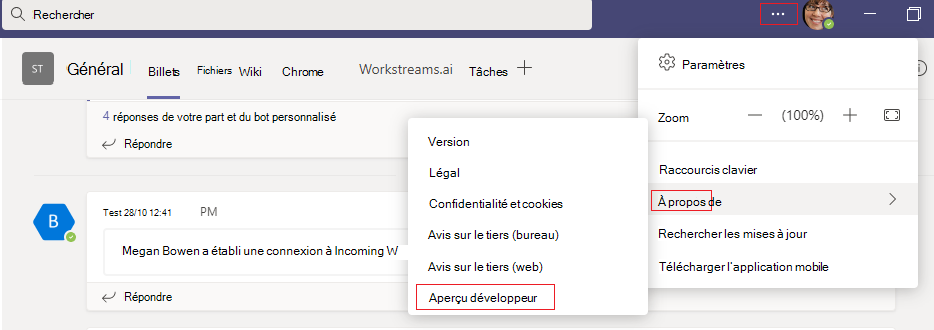 Rechercher
...
ST Général Billets Fichiers Wiki Chrome Workstreams.ai Tâches +
4 réponses de votre part et du bot personnalisé
Répondre
B
Test 28/10 12:41 PM
Megan Bowen a établi une connexion à Incoming W
Répondre
Version
Légal
Confidentialité et cookies
Avis sur le tiers (bureau)
Avis sur le tiers (web)
Aperçu développeur
Paramètres
Zoom — (100%) +
Raccourcis clavier
À propos de
Rechercher les mises à jour
Télécharger l'application mobile